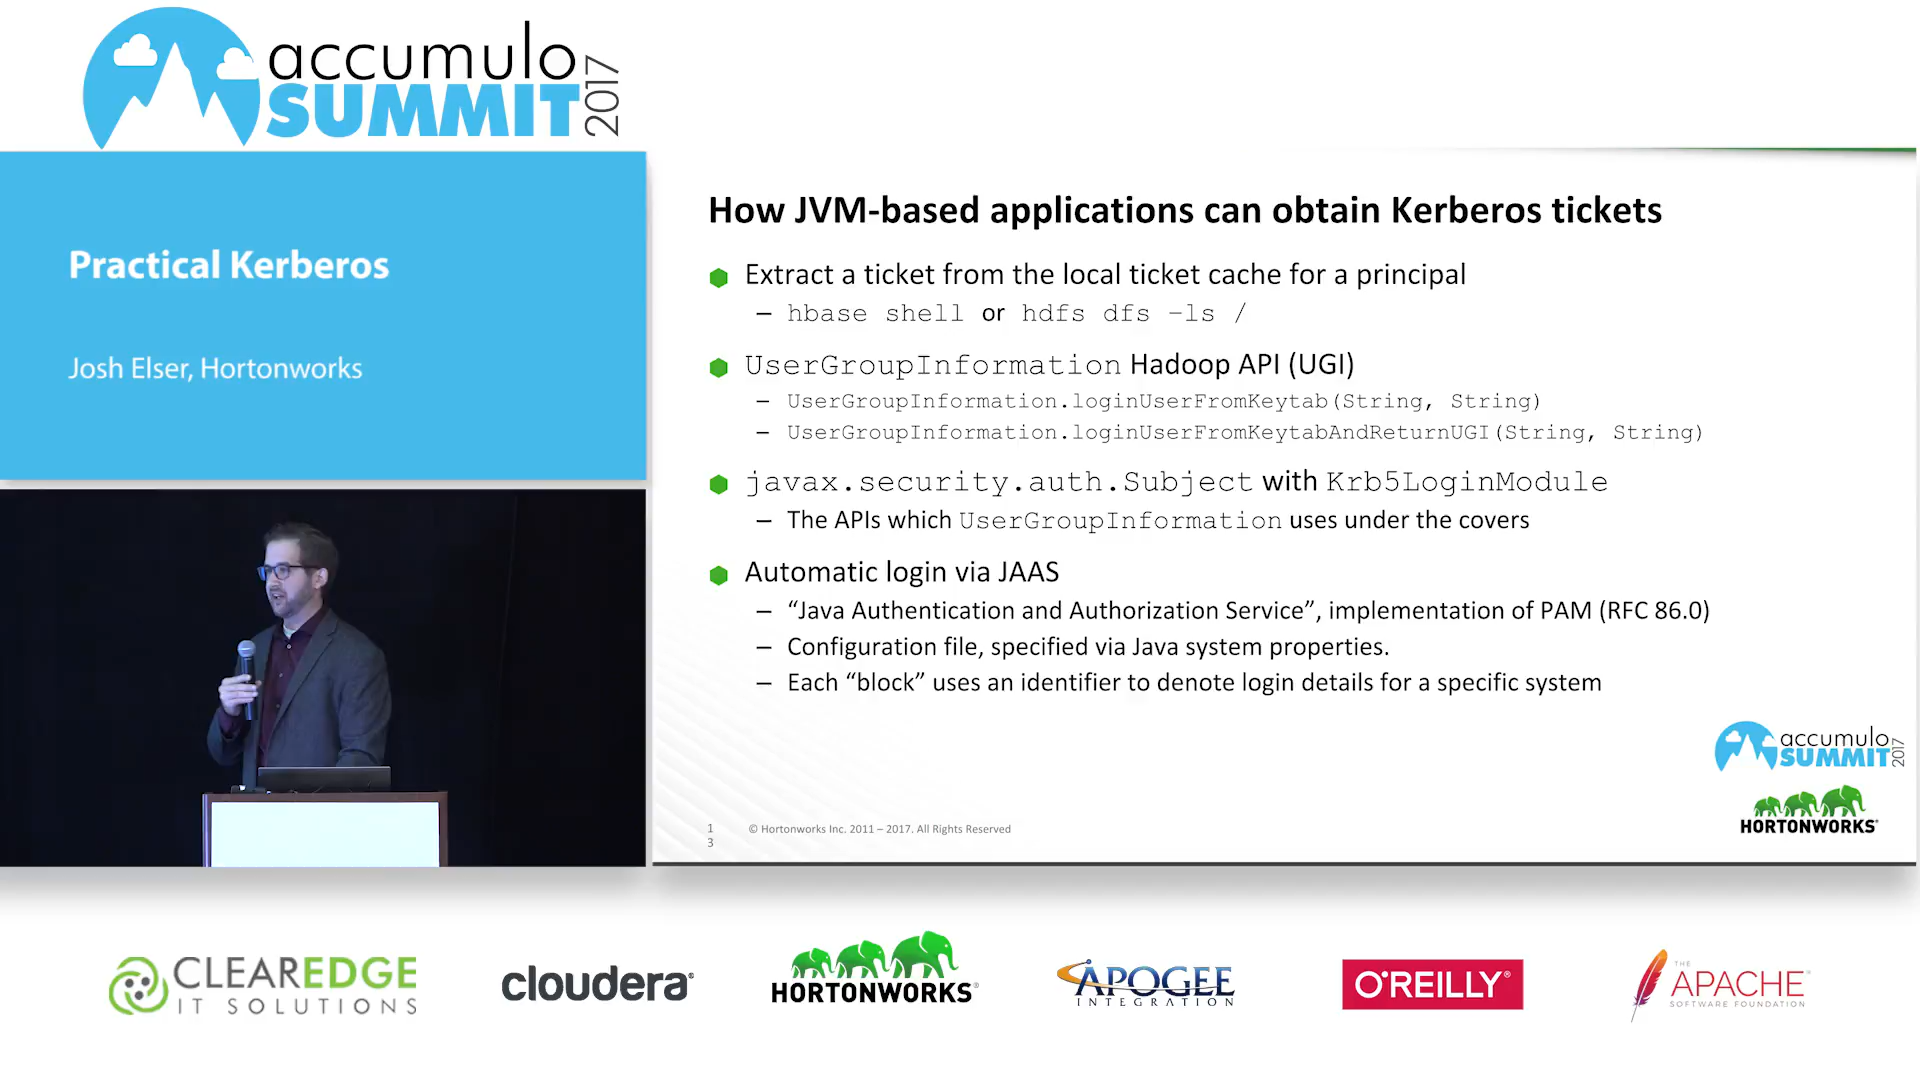 accumulo
SUMMIT
2017
Practical Kerberos
Josh Elser, Hortonworks
How JVM-based applications can obtain Kerberos tickets
Extract a ticket from the local ticket cache for a principal
– hbase shell or hdfs dfs –ls /
UserGroupInformation Hadoop API (UGI)
– UserGroupInformation.loginUserFromKeytab(String, String)
– UserGroupInformation.loginUserFromKeytabAndReturnUGI(String, String)
javax.security.auth.Subject with Krb5LoginModule
– The APIs which UserGroupInformation uses under the covers
Automatic login via JAAS
– “Java Authentication and Authorization Service”, implementation of PAM (RFC 86.0)
– Configuration file, specified via Java system properties.
– Each “block” uses an identifier to denote login details for a specific system
accumulo
SUMMIT
2017
HORTONWORKS
1
3
© Hortonworks Inc. 2011 – 2017. All Rights Reserved
CLEAREDGE
IT SOLUTIONS
cloudera®
HORTONWORKS®
APOGEE
INTEGRATION
O'REILLY®
THE
APACHE®
SOFTWARE FOUNDATION